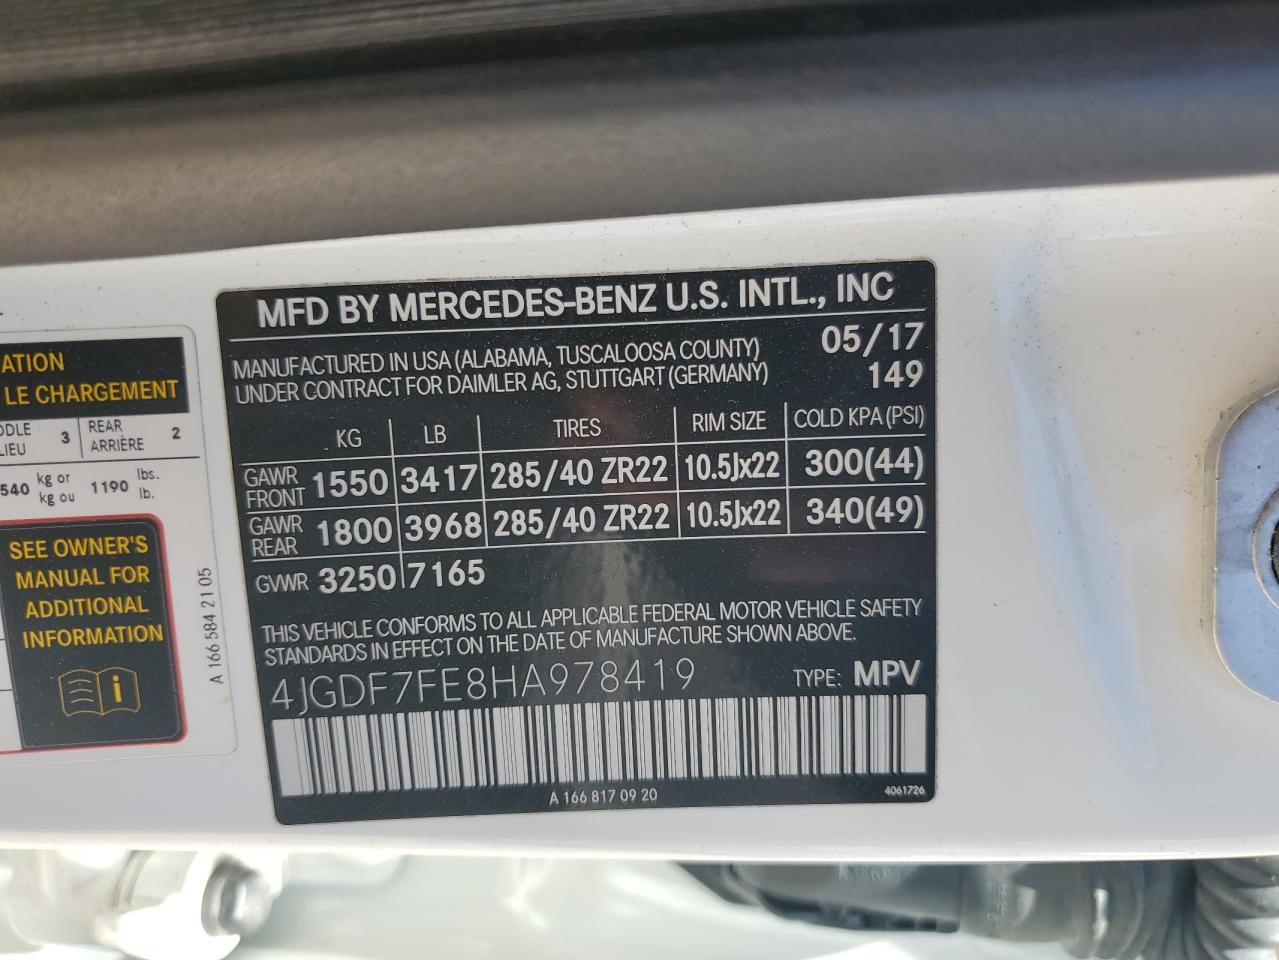 ATION
LE CHARGEMENT
3 REAR ARRIÈRE 2
540 kg or kg ou 1190 lbs. lb.
SEE OWNER'S
MANUAL FOR
ADDITIONAL
INFORMATION
A 166 584 21 05
MFD BY MERCEDES-BENZ U.S. INTL., INC
MANUFACTURED IN USA (ALABAMA, TUSCALOOSA COUNTY) 05/17
UNDER CONTRACT FOR DAIMLER AG, STUTTGART (GERMANY) 149
KG LB TIRES RIM SIZE COLD KPA (PSI)
GAWR FRONT 1550 3417 285/40 ZR22 10.5Jx22 300(44)
GAWR REAR 1800 3968 285/40 ZR22 10.5Jx22 340(49)
GVWR 3250 7165
THIS VEHICLE CONFORMS TO ALL APPLICABLE FEDERAL MOTOR VEHICLE SAFETY
STANDARDS IN EFFECT ON THE DATE OF MANUFACTURE SHOWN ABOVE.
4JGDF7FE8HA978419 TYPE: MPV
A 166 817 09 20 4061726